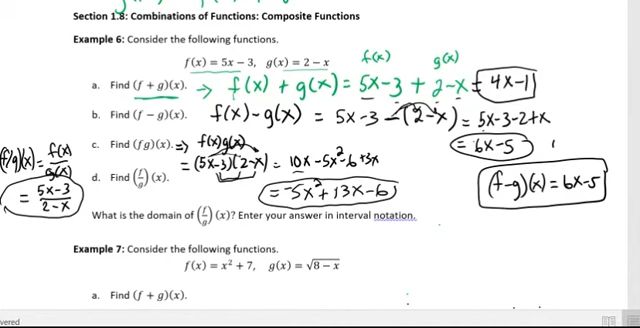 Section 1.8: Combinations of Functions: Composite Functions
Example 6: Consider the following functions.
f(x) g(x)
f(x) = 5x − 3, g(x) = 2 − x
a. Find (f + g)(x). → f(x) + g(x) = 5x-3 + 2-x = 4x-1
b. Find (f − g)(x). f(x)-g(x) = 5x-3-(2-x) = 5x-3-2+x
= 6x-5
c. Find (fg)(x). => f(x)g(x)
= (5x-3)(2-x) = 10x-5x²-6+3x
= -5x²+13x-6
(f-g)(x) = 6x-5
(f/g)(x) = f(x)/g(x)
= 5x-3/2-x
d. Find (f/g)(x).
What is the domain of (f/g)(x)? Enter your answer in interval notation.
Example 7: Consider the following functions.
f(x) = x² + 7, g(x) = √8 − x
a. Find (f + g)(x).
vered